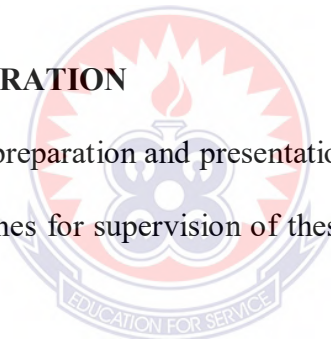 RATION
preparation and presentatio
nes for supervision of thes
EDUCATION FOR SERVICE